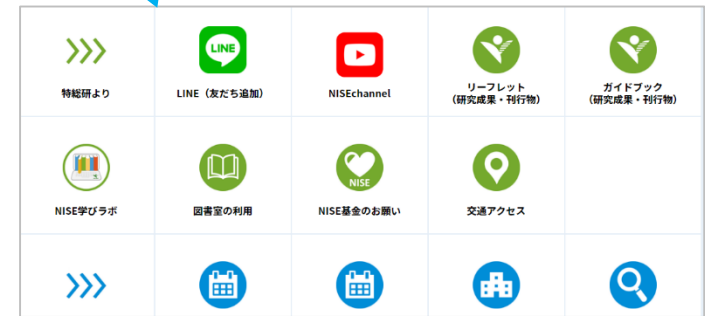 LINE
特総研より
LINE（友だち追加）
NISEchannel
リーフレット
（研究成果・刊行物）
ガイドブック
（研究成果・刊行物）
NISE
NISE学びラボ
図書室の利用
NISE基金のお願い
交通アクセス